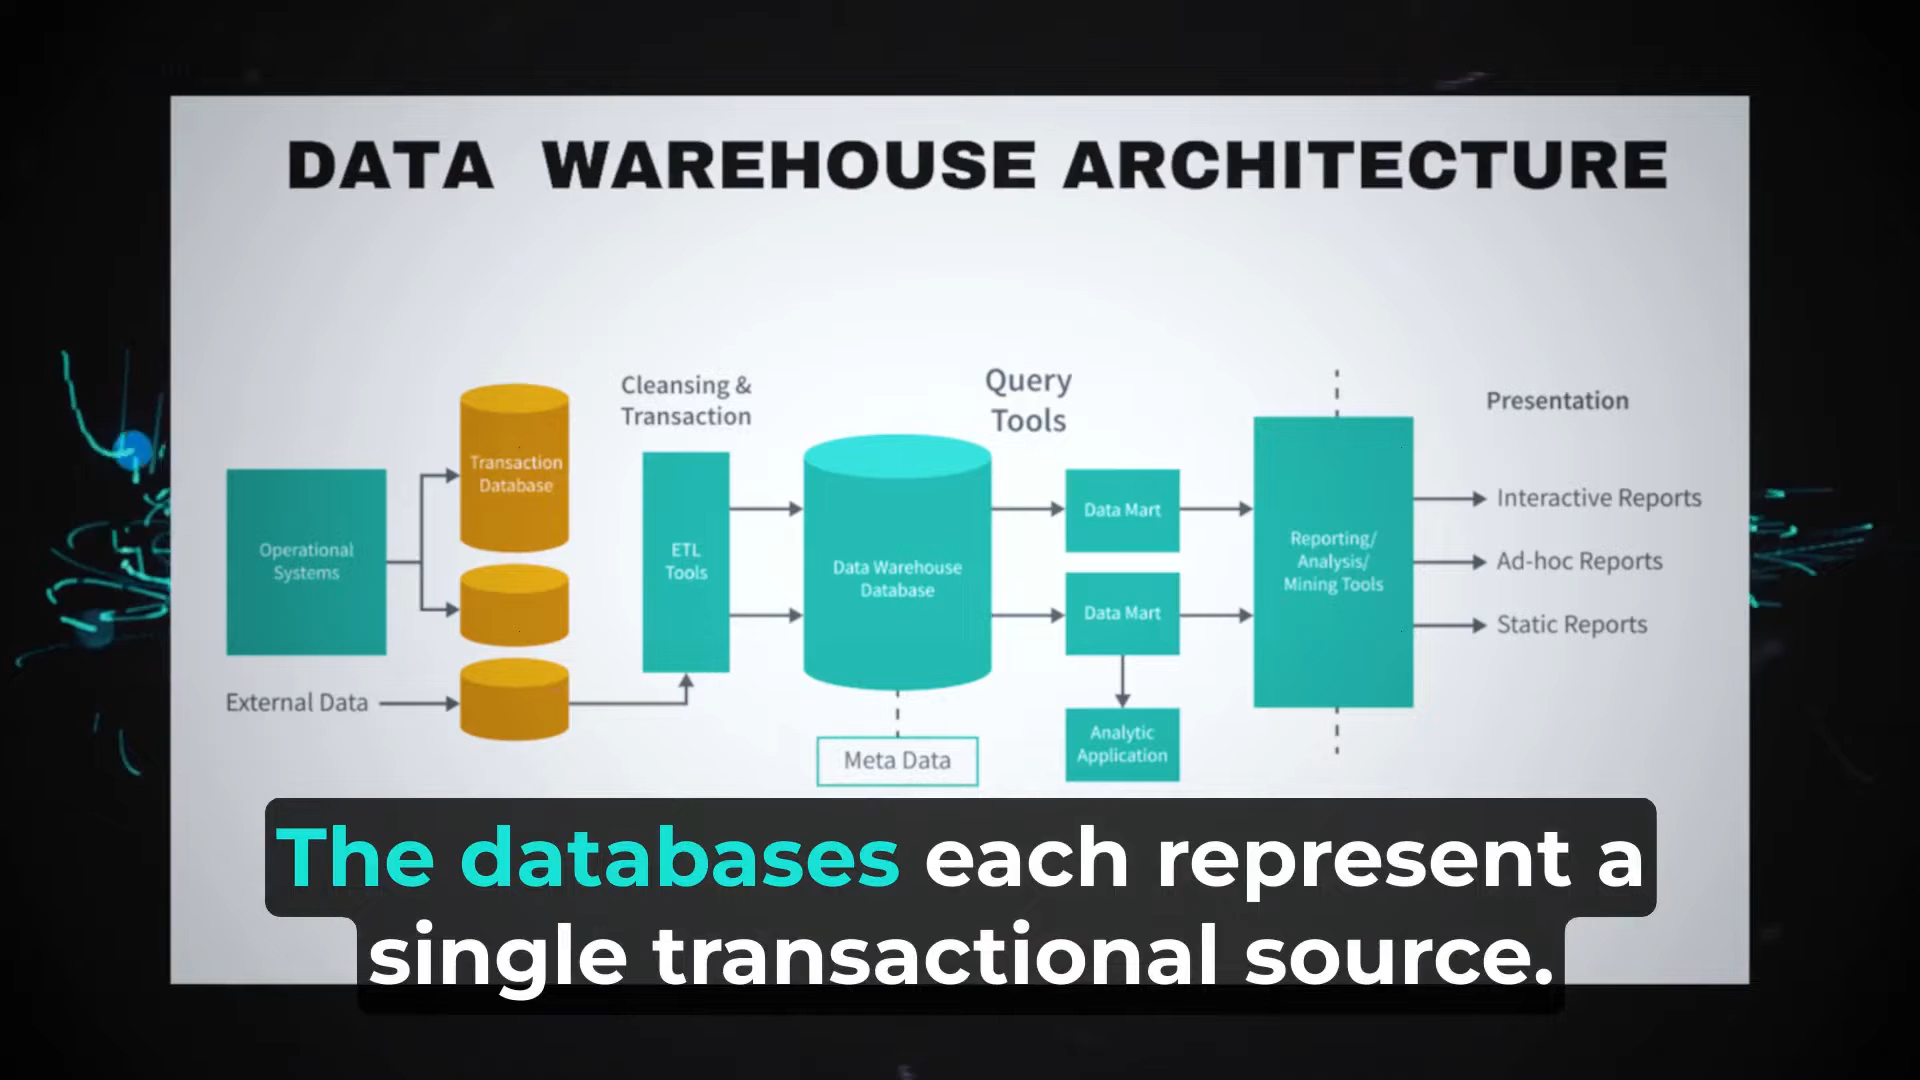 DATA WAREHOUSE ARCHITECTURE
Cleansing &
Transaction
Query
Tools
Presentation
Transaction
Database
Operational
Systems
ETL
Tools
Data Warehouse
Database
Data Mart
Data Mart
Reporting/
Analysis/
Mining Tools
Interactive Reports
Ad-hoc Reports
Static Reports
External Data
Meta Data
Analytic
Application
The databases each represent a
single transactional source.